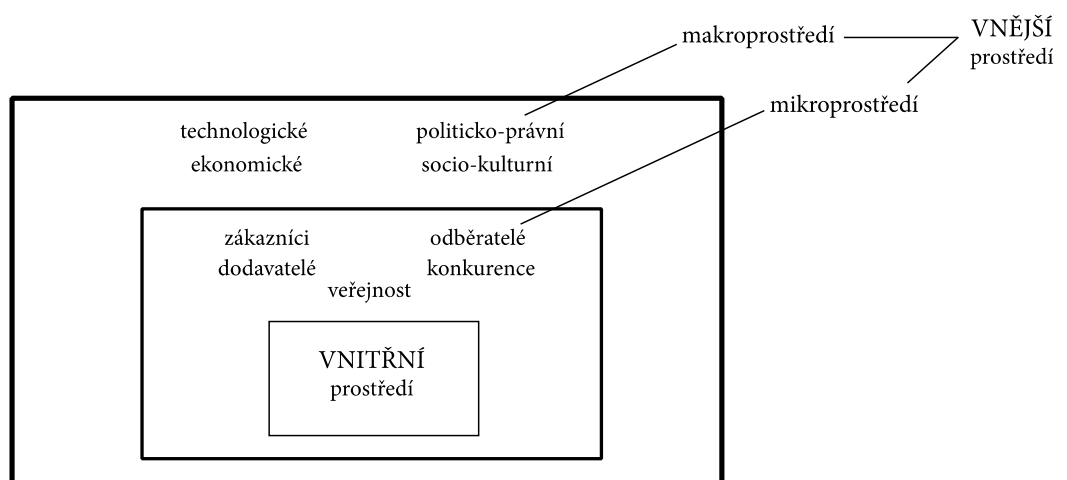 makroprostředí
VNĚJŠÍ
prostředí
mikroprostředí
technologické
politicko-právní
ekonomické
socio-kulturní
zákazníci
odběratelé
dodavatelé
konkurence
veřejnost
VNITŘNÍ
prostředí